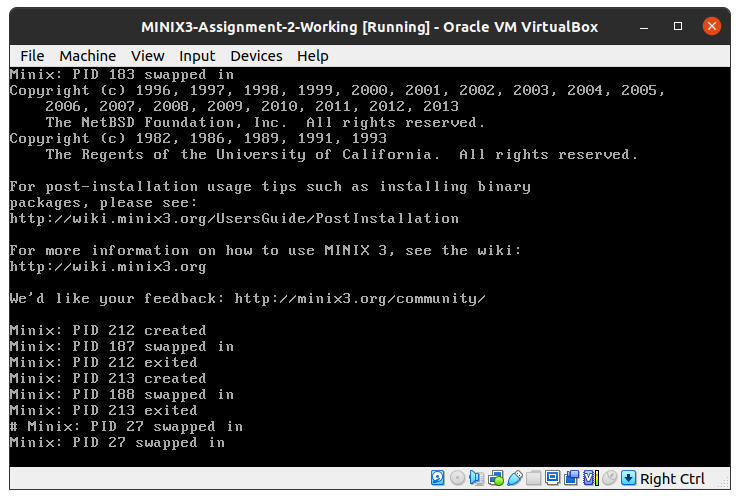 MINIX3-Assignment-2-Working [Running] - Oracle VM VirtualBox
File Machine View Input Devices Help
Minix: PID 183 swapped in
Copyright (c) 1996, 1997, 1998, 1999, 2000, 2001, 2002, 2003, 2004, 2005,
    2006, 2007, 2008, 2009, 2010, 2011, 2012, 2013
    The NetBSD Foundation, Inc.  All rights reserved.
Copyright (c) 1982, 1986, 1989, 1991, 1993
    The Regents of the University of California.  All rights reserved.
For post-installation usage tips such as installing binary
packages, please see:
http://wiki.minix3.org/UsersGuide/PostInstallation
For more information on how to use MINIX 3, see the wiki:
http://wiki.minix3.org
We'd like your feedback: http://minix3.org/community/
Minix: PID 212 created
Minix: PID 187 swapped in
Minix: PID 212 exited
Minix: PID 213 created
Minix: PID 188 swapped in
Minix: PID 213 exited
# Minix: PID 27 swapped in
Minix: PID 27 swapped in
Right Ctrl